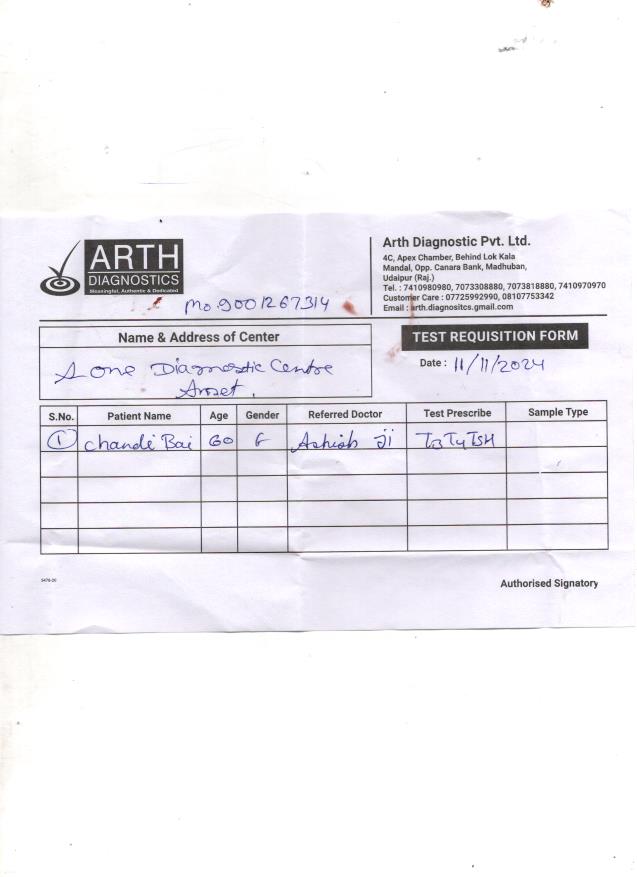 ARTH
DIAGNOSTICS
Meaningful, Authentic & Dedicated
Mo.9001267314
Arth Diagnostic Pvt. Ltd.
4C, Apex Chamber, Behind Lok Kala
Mandal, Opp. Canara Bank, Madhuban,
Udaipur (Raj.)
Tel. : 7410980980, 7073308880, 7073818880, 7410970970
Customer Care : 07725992990, 08107753342
Email : arth.diagnositcs.gmail.com
Name & Address of Center
TEST REQUISITION FORM
S one Diagnostic Centre
Amet.
Date : 11/11/2024
S.No. Patient Name Age Gender Referred Doctor Test Prescribe Sample Type
1 Chandi Bai 60 F Ashish Ji T3T4TSH
5478-20
Authorised Signatory